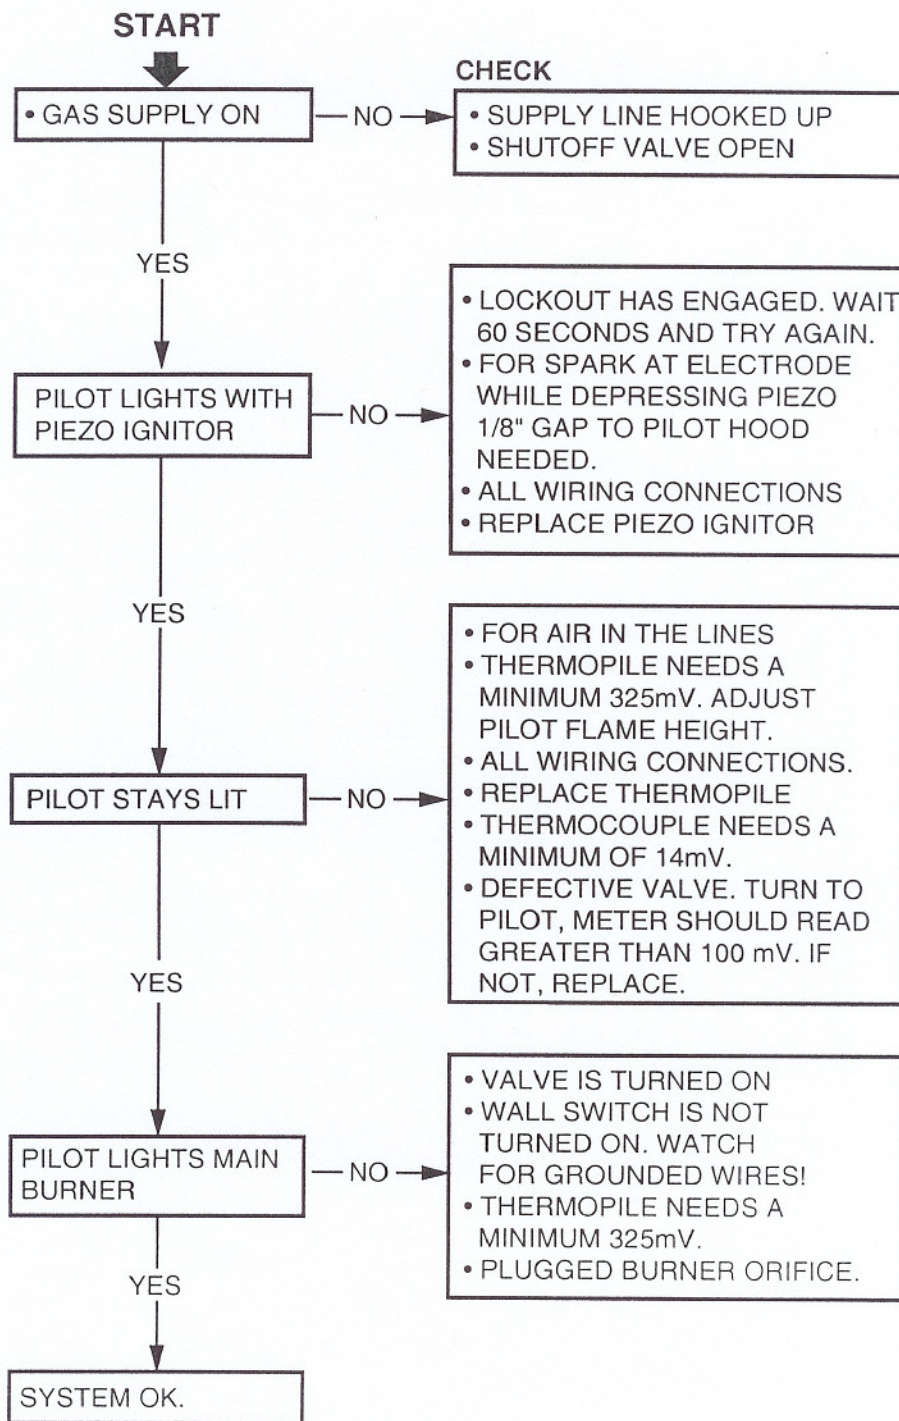 START
CHECK
• GAS SUPPLY ON
NO
• SUPPLY LINE HOOKED UP
• SHUTOFF VALVE OPEN
YES
PILOT LIGHTS WITH
PIEZO IGNITOR
NO
• LOCKOUT HAS ENGAGED. WAIT
60 SECONDS AND TRY AGAIN.
• FOR SPARK AT ELECTRODE
WHILE DEPRESSING PIEZO
1/8" GAP TO PILOT HOOD
NEEDED.
• ALL WIRING CONNECTIONS
• REPLACE PIEZO IGNITOR
YES
PILOT STAYS LIT
NO
• FOR AIR IN THE LINES
• THERMOPILE NEEDS A
MINIMUM 325mV. ADJUST
PILOT FLAME HEIGHT.
• ALL WIRING CONNECTIONS.
• REPLACE THERMOPILE
• THERMOCOUPLE NEEDS A
MINIMUM OF 14mV.
• DEFECTIVE VALVE. TURN TO
PILOT, METER SHOULD READ
GREATER THAN 100 mV. IF
NOT, REPLACE.
YES
PILOT LIGHTS MAIN
BURNER
NO
• VALVE IS TURNED ON
• WALL SWITCH IS NOT
TURNED ON. WATCH
FOR GROUNDED WIRES!
• THERMOPILE NEEDS A
MINIMUM 325mV.
• PLUGGED BURNER ORIFICE.
YES
SYSTEM OK.